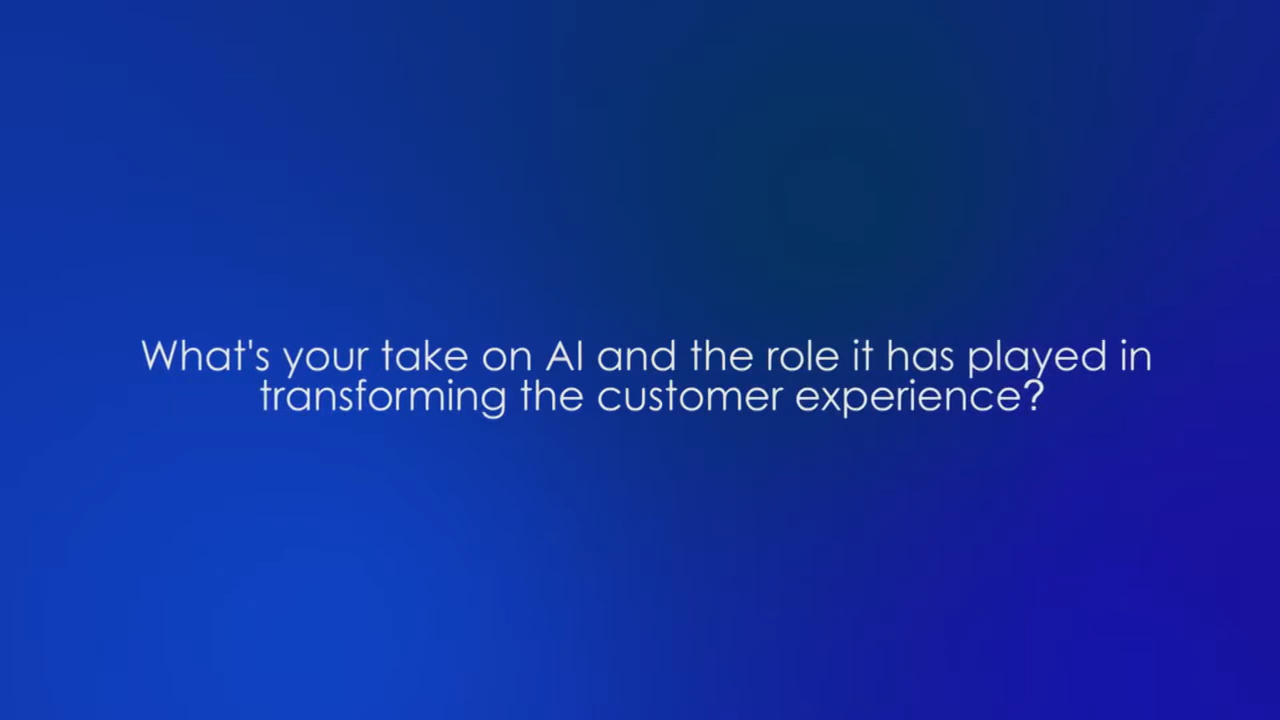 What's your take on AI and the role it has played in
transforming the customer experience?